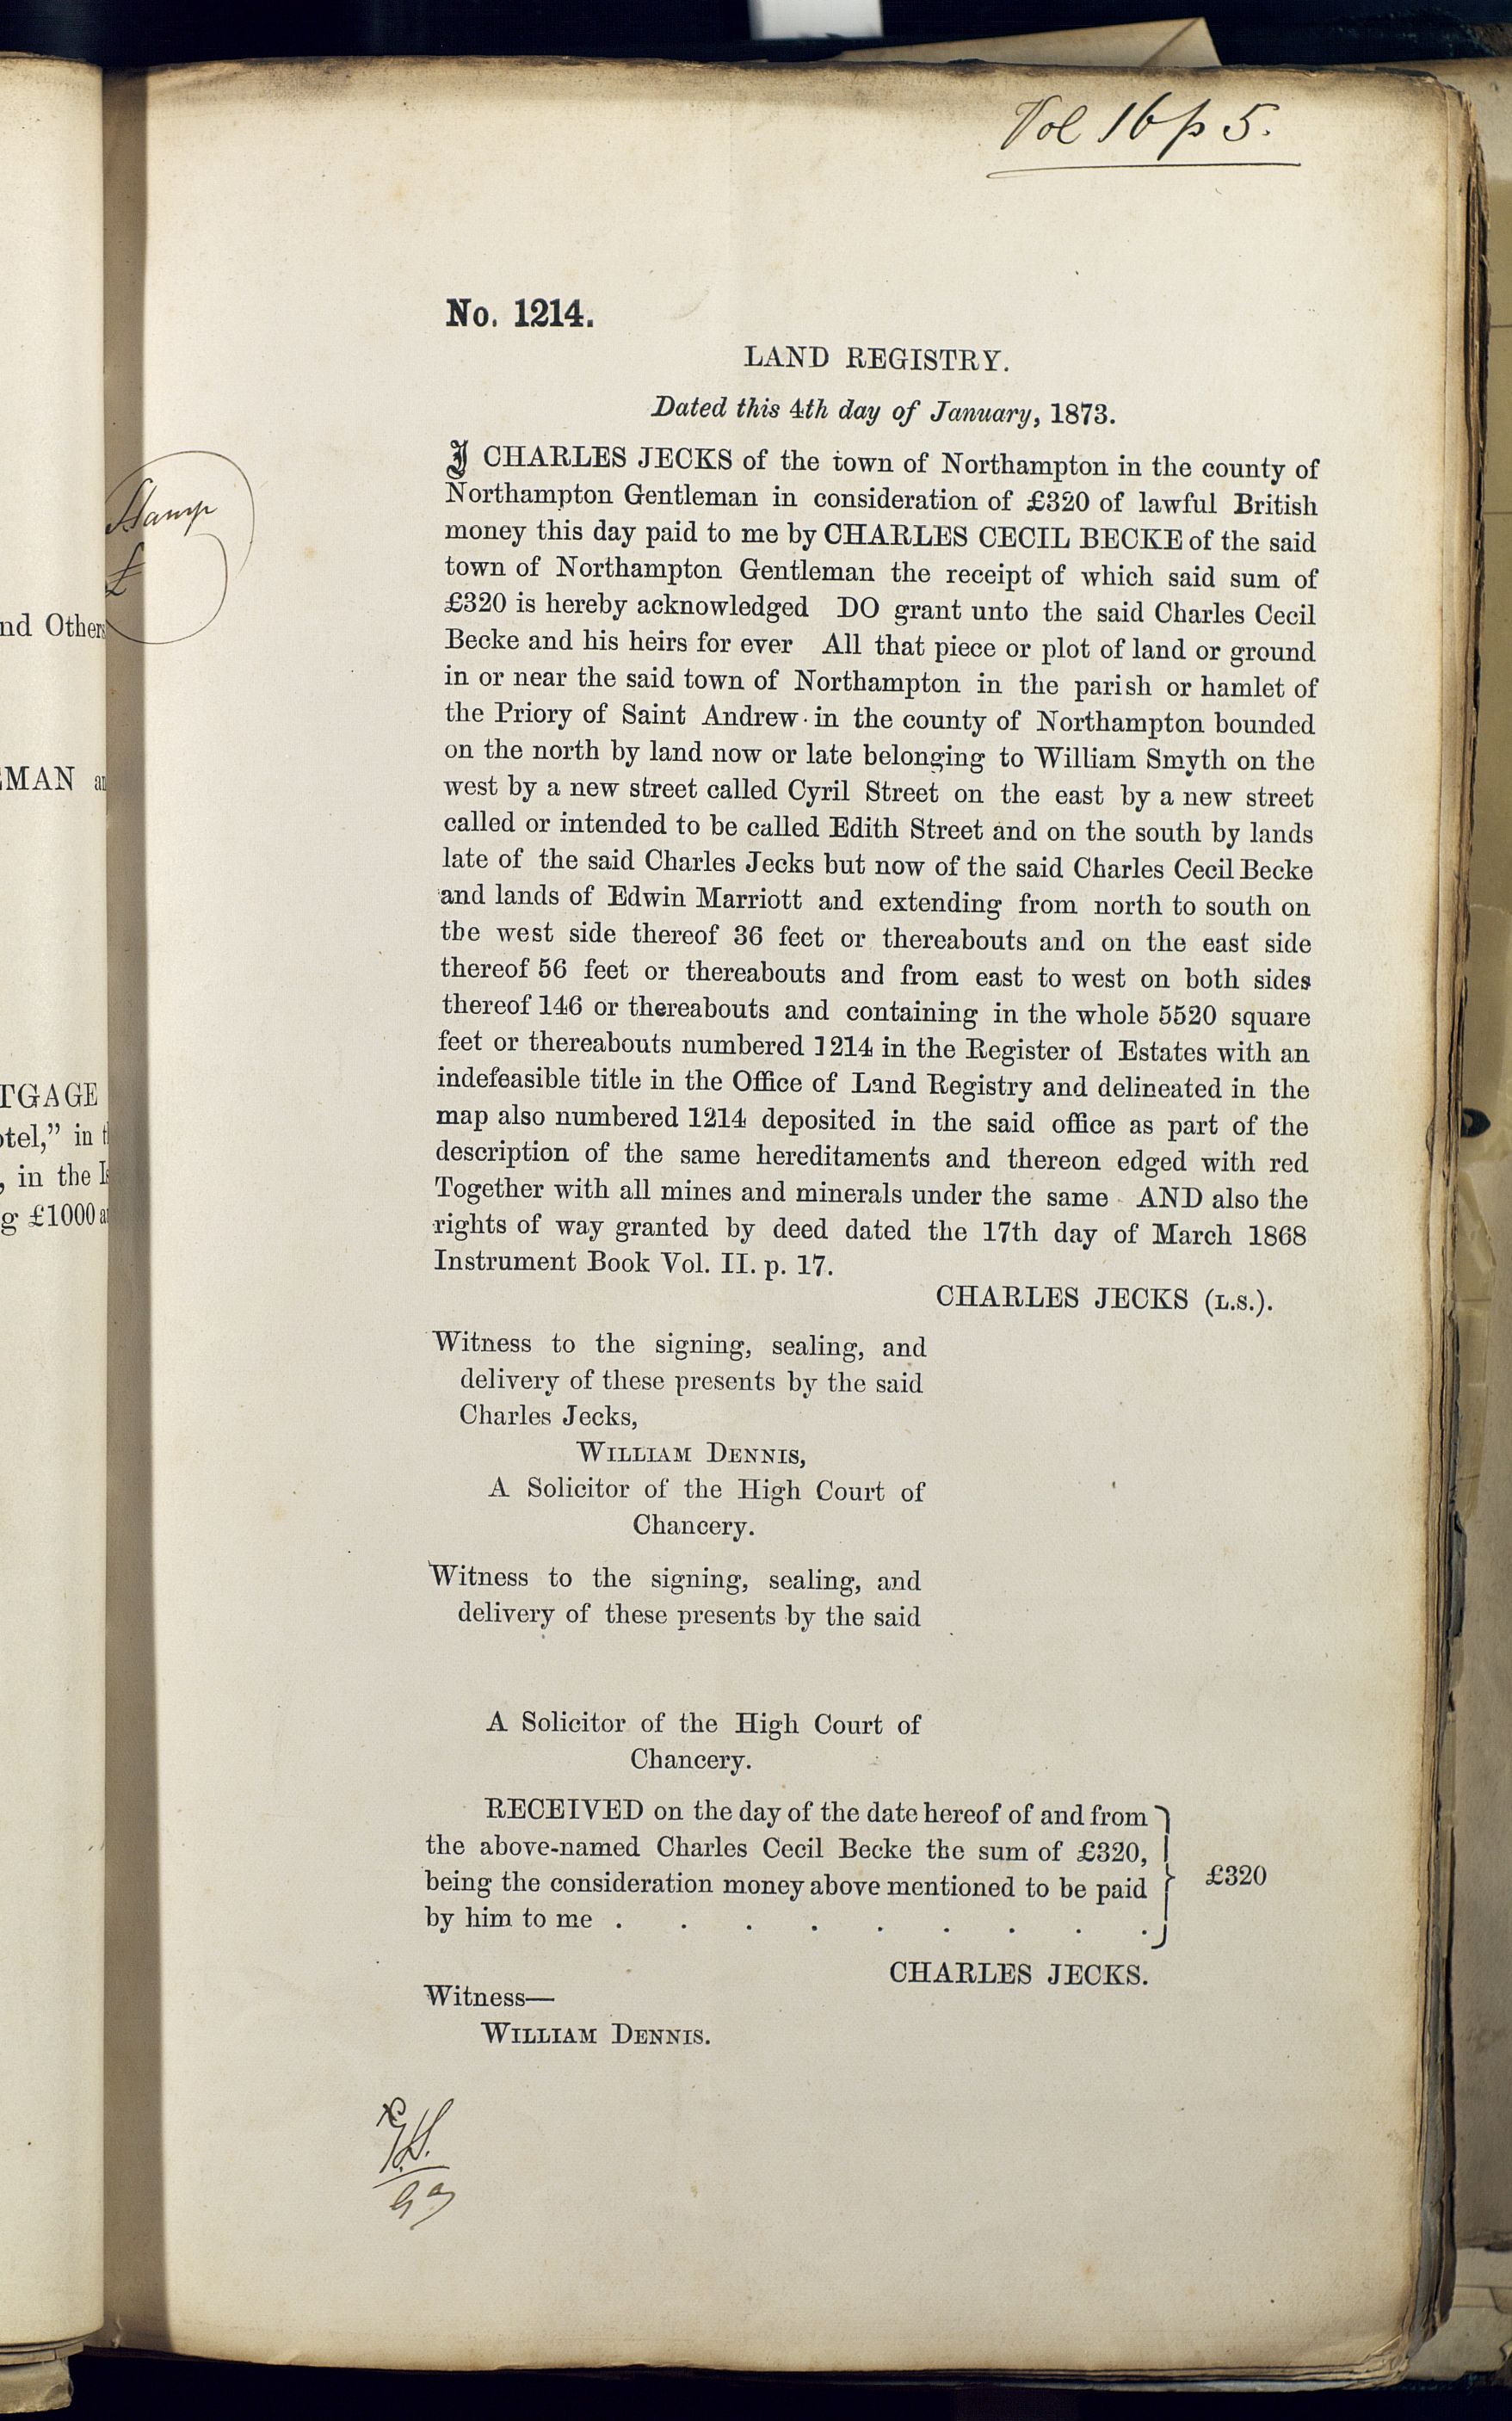 Vol 16 p 5.
No. 1214.
LAND REGISTRY.
Dated this 4th day of January, 1873.
I CHARLES JECKS of the town of Northampton in the county of
Northampton Gentleman in consideration of £320 of lawful British
money this day paid to me by CHARLES CECIL BECKE of the said
town of Northampton Gentleman the receipt of which said sum of
£320 is hereby acknowledged DO grant unto the said Charles Cecil
Becke and his heirs for ever All that piece or plot of land or ground
in or near the said town of Northampton in the parish or hamlet of
the Priory of Saint Andrew in the county of Northampton bounded
on the north by land now or late belonging to William Smyth on the
west by a new street called Cyril Street on the east by a new street
called or intended to be called Edith Street and on the south by lands
late of the said Charles Jecks but now of the said Charles Cecil Becke
and lands of Edwin Marriott and extending from north to south on
the west side thereof 36 feet or thereabouts and on the east side
thereof 56 feet or thereabouts and from east to west on both sides
thereof 146 or thereabouts and containing in the whole 5520 square
feet or thereabouts numbered 1214 in the Register of Estates with an
indefeasible title in the Office of Land Registry and delineated in the
map also numbered 1214 deposited in the said office as part of the
description of the same hereditaments and thereon edged with red
Together with all mines and minerals under the same AND also the
rights of way granted by deed dated the 17th day of March 1868
Instrument Book Vol. II. p. 17.
CHARLES JECKS (L.S.).
Witness to the signing, sealing, and
delivery of these presents by the said
Charles Jecks,
WILLIAM DENNIS,
A Solicitor of the High Court of
Chancery.
Witness to the signing, sealing, and
delivery of these presents by the said
A Solicitor of the High Court of
Chancery.
RECEIVED on the day of the date hereof of and from
the above-named Charles Cecil Becke the sum of £320,
being the consideration money above mentioned to be paid
by him to me . . . . . . . . .
£320
CHARLES JECKS.
Witness—
WILLIAM DENNIS.
Stamp
£
nd Others
MAN
TGAGE
otel," in
, in the
g £1000